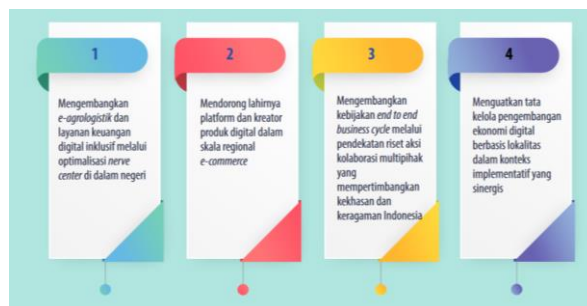 1
Mengembangkan
e-agrologistik dan
layanan keuangan
digital inklusif melalui
optimalisasi nerve
center di dalam negeri
2
Mendorong lahirnya
platform dan kreator
produk digital dalam
skala regional
e-commerce
3
Mengembangkan
kebijakan end to end
business cycle melalui
pendekatan riset aksi
kolaborasi multipihak
yang
mempertimbangkan
kekhasan dan
keragaman Indonesia
4
Menguatkan tata
kelola pengembangan
ekonomi digital
berbasis lokalitas
dalam konteks
implementatif yang
sinergis